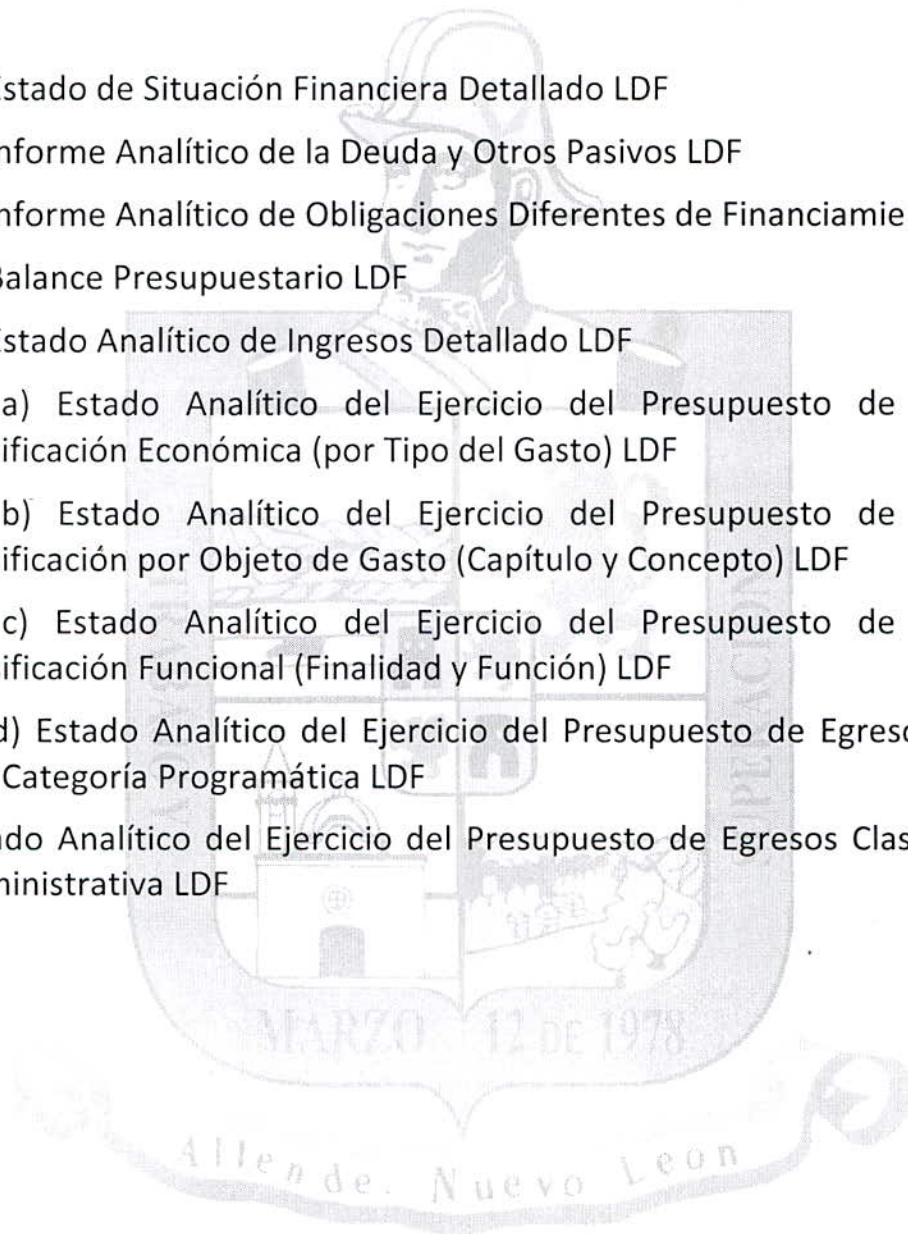 Estado de Situación Financiera Detallado LDF
nforme Analítico de la Deuda y Otros Pasivos LDF
nforme Analítico de Obligaciones Diferentes de Financiamie
Balance Presupuestario LDF
Estado Analítico de Ingresos Detallado LDF
a) Estado Analítico del Ejercicio del Presupuesto de
ificación Económica (por Tipo del Gasto) LDF
b) Estado Analítico del Ejercicio del Presupuesto de
ificación por Objeto de Gasto (Capítulo y Concepto) LDF
c) Estado Analítico del Ejercicio del Presupuesto de
sificación Funcional (Finalidad y Función) LDF
d) Estado Analítico del Ejercicio del Presupuesto de Egreso
Categoría Programática LDF
ado Analítico del Ejercicio del Presupuesto de Egresos Clas
ministrativa LDF
MARZO 12 DE 1978
Allende. Nuevo Leon